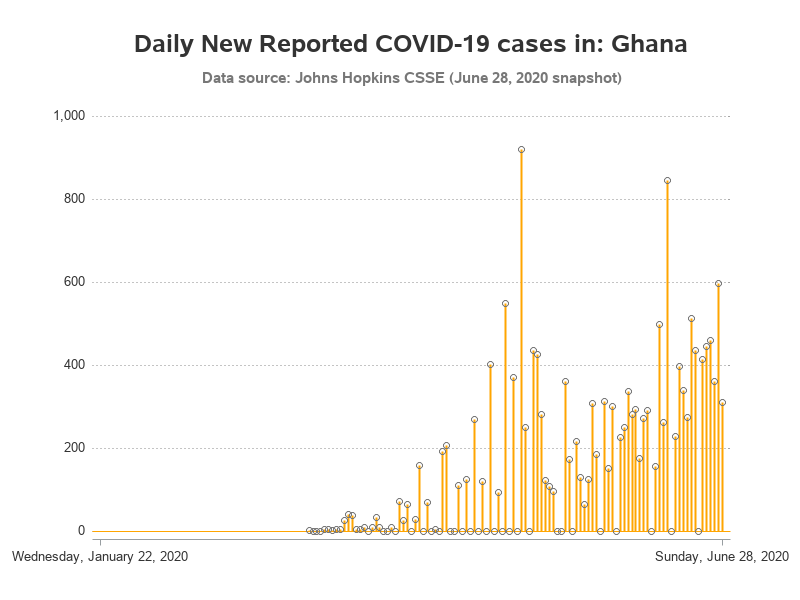 Daily New Reported COVID-19 cases in: Ghana
Data source: Johns Hopkins CSSE (June 28, 2020 snapshot)
1,000
800
600
400
200
0
Wednesday, January 22, 2020
Sunday, June 28, 2020